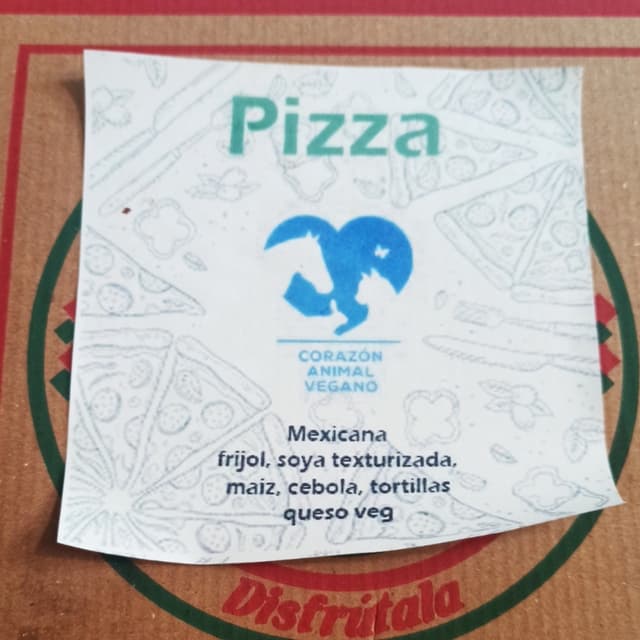 Pizza
CORAZÓN
ANIMAL
VEGANO
Mexicana
frijol, soya texturizada,
maiz, cebola, tortillas
queso veg
Disfrútala